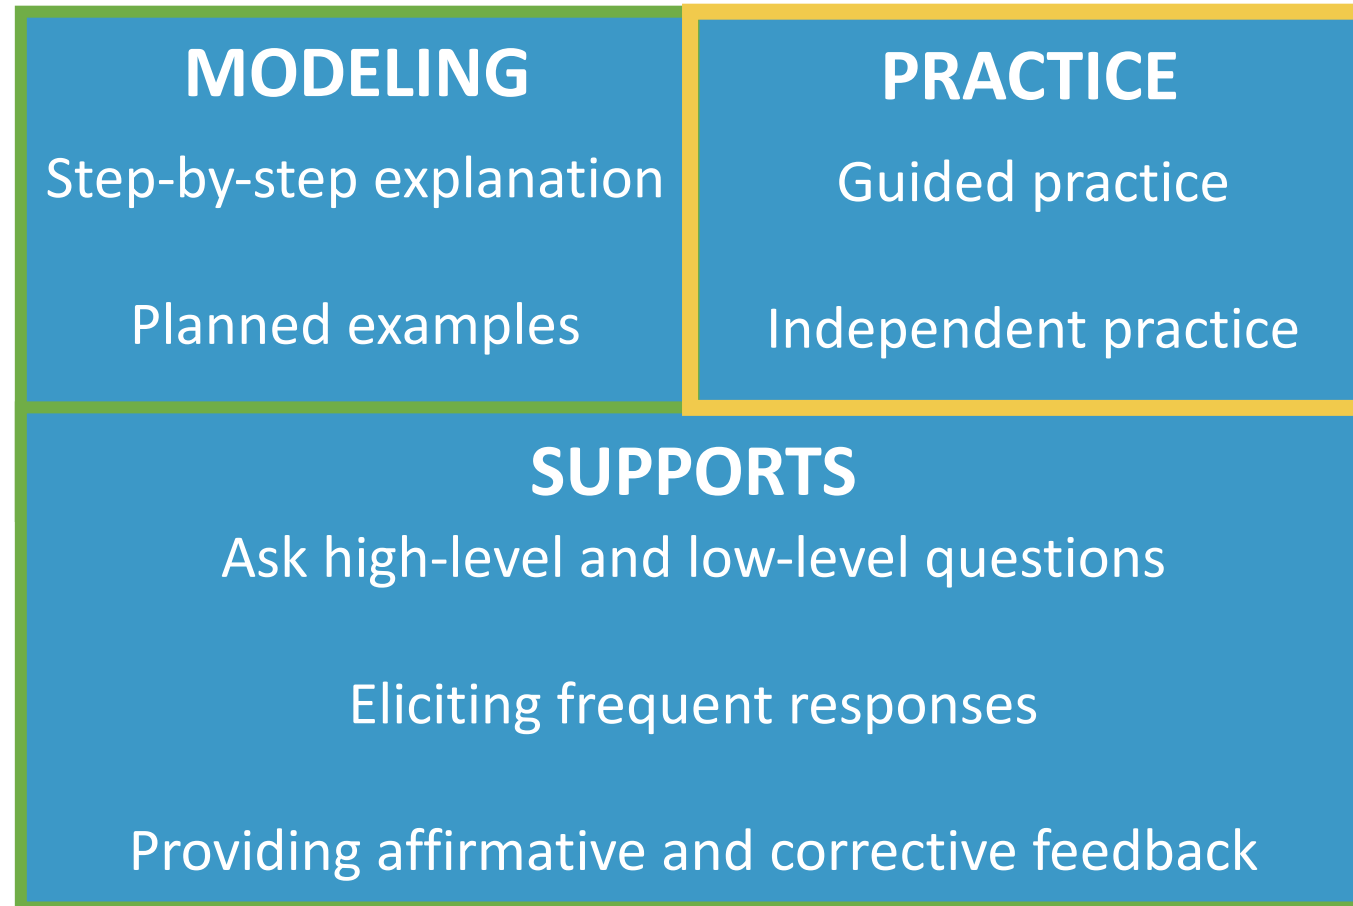 MODELING
Step-by-step explanation
Planned examples
PRACTICE
Guided practice
Independent practice
SUPPORTS
Ask high-level and low-level questions
Eliciting frequent responses
Providing affirmative and corrective feedback